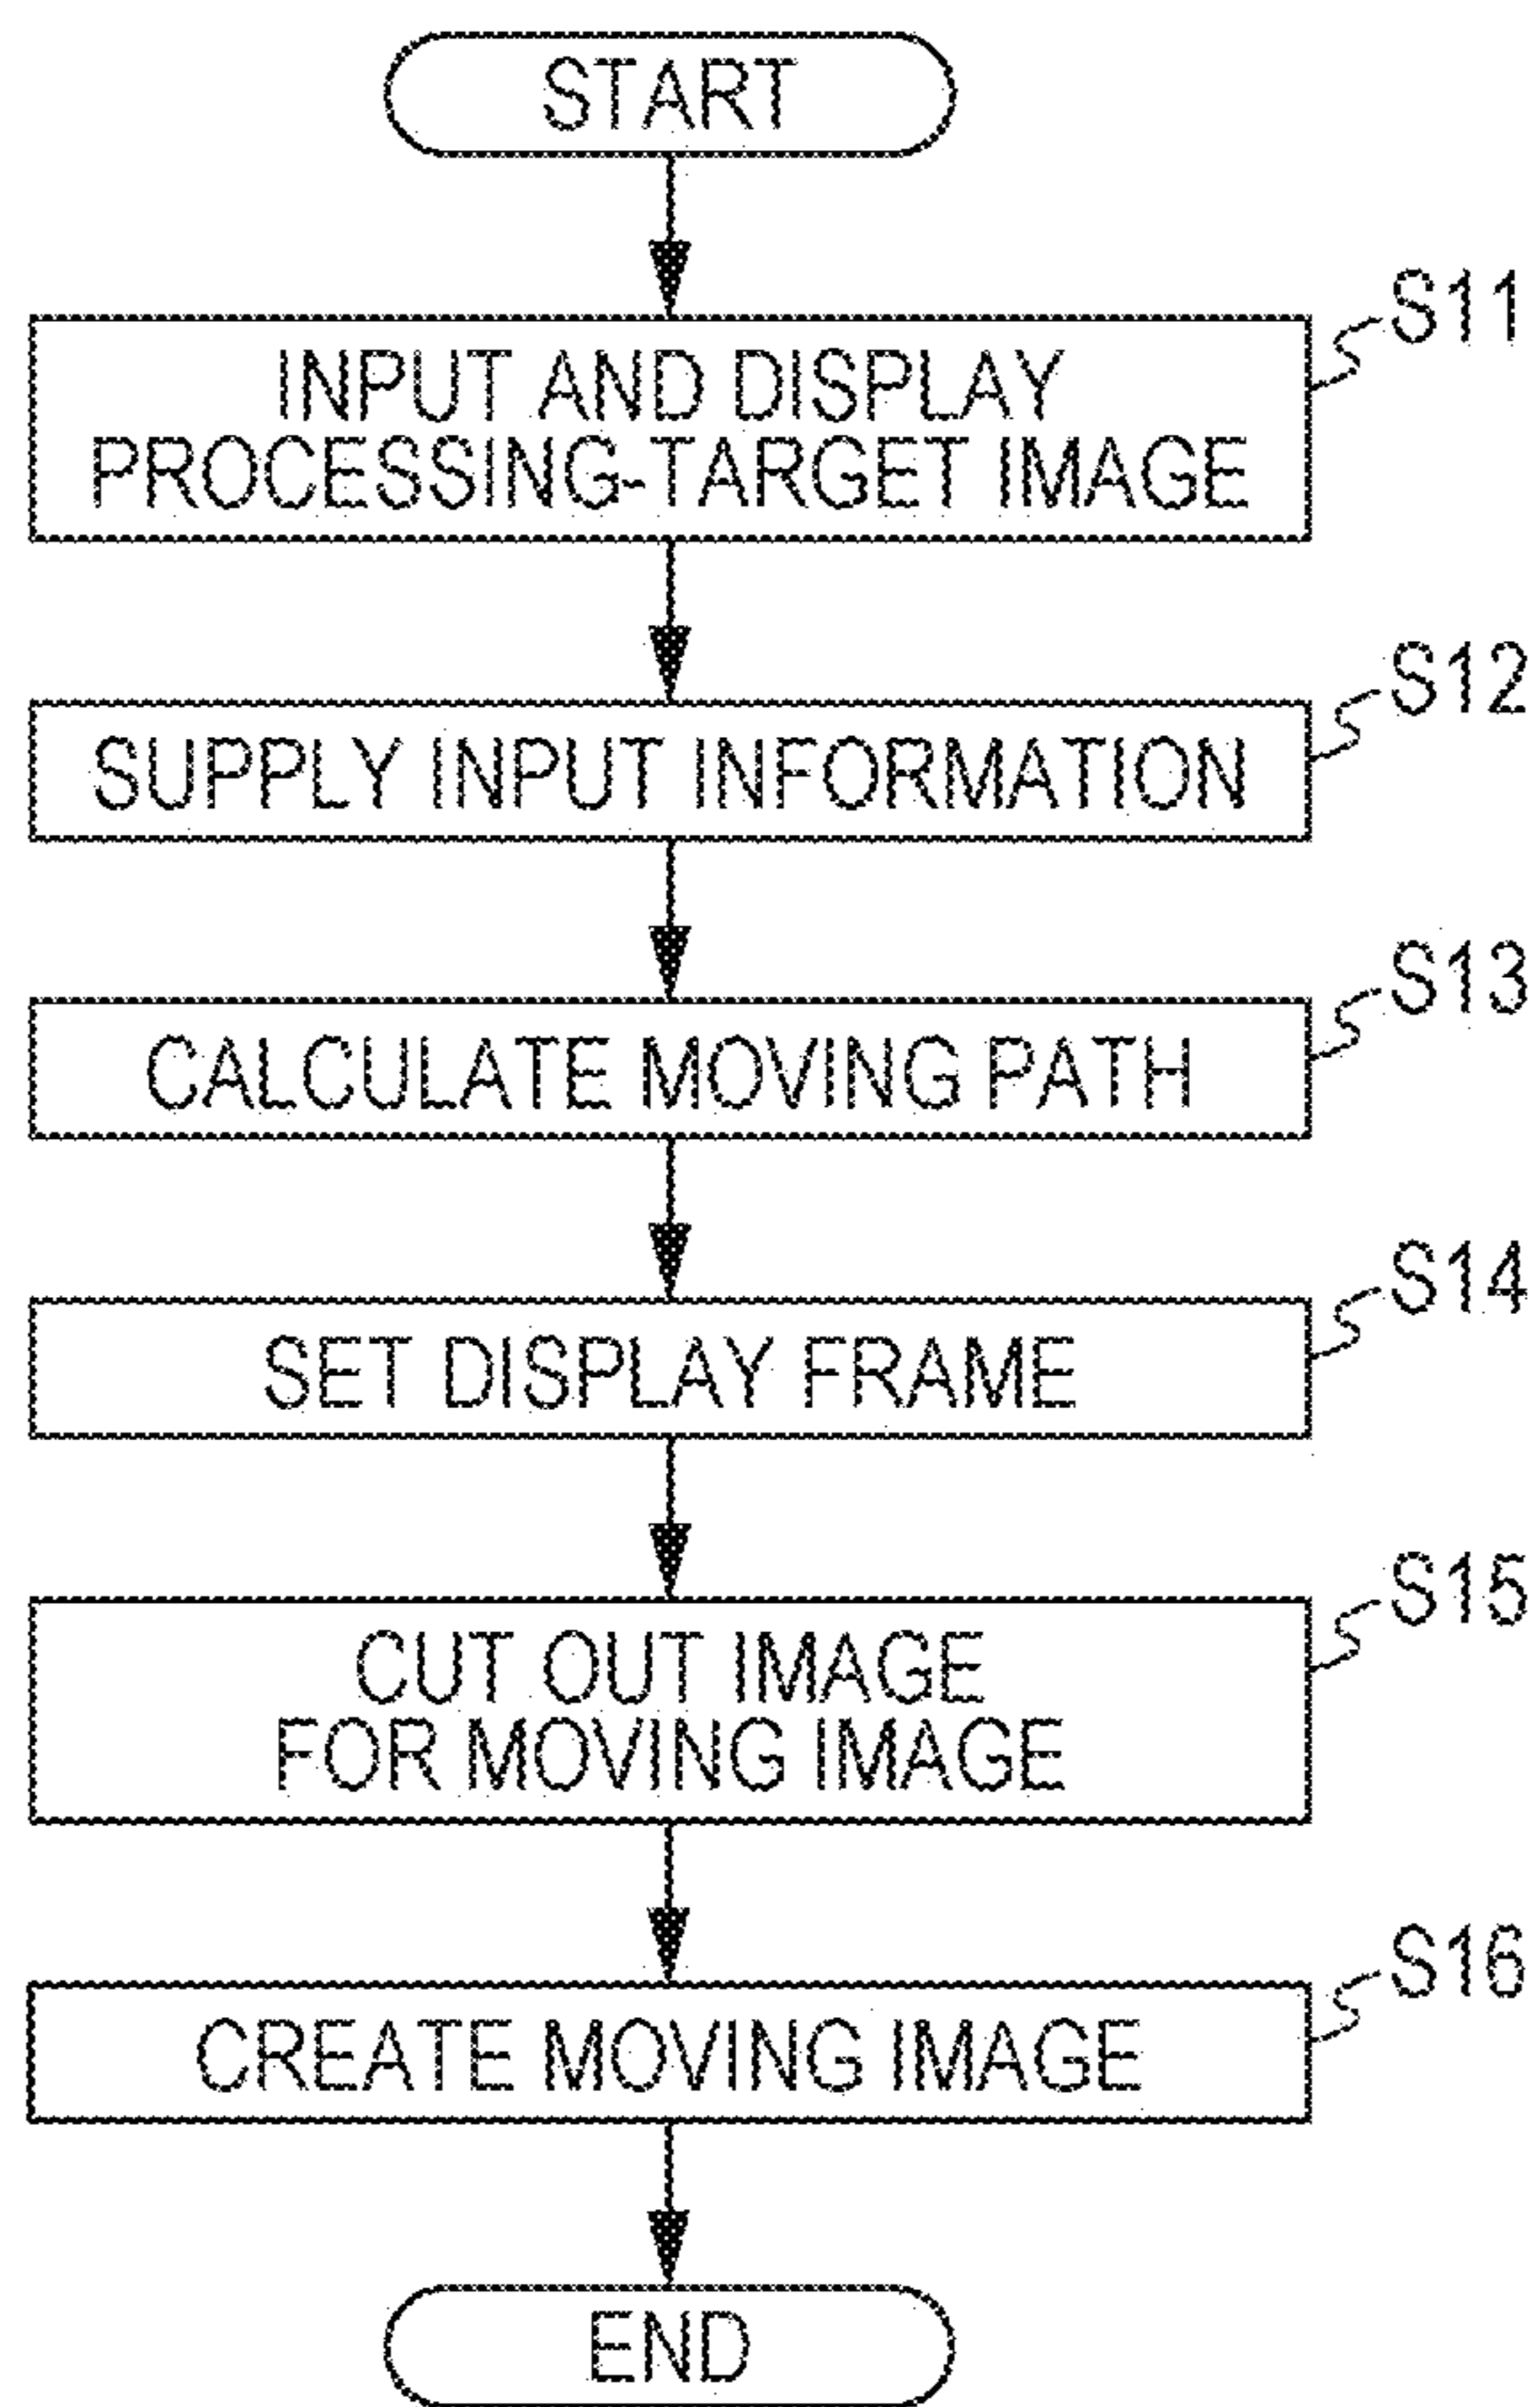 START
S11
INPUT AND DISPLAY
PROCESSING-TARGET IMAGE
S12
SUPPLY INPUT INFORMATION
S13
CALCULATE MOVING PATH
S14
SET DISPLAY FRAME
S15
CUT OUT IMAGE
FOR MOVING IMAGE
S16
CREATE MOVING IMAGE
END